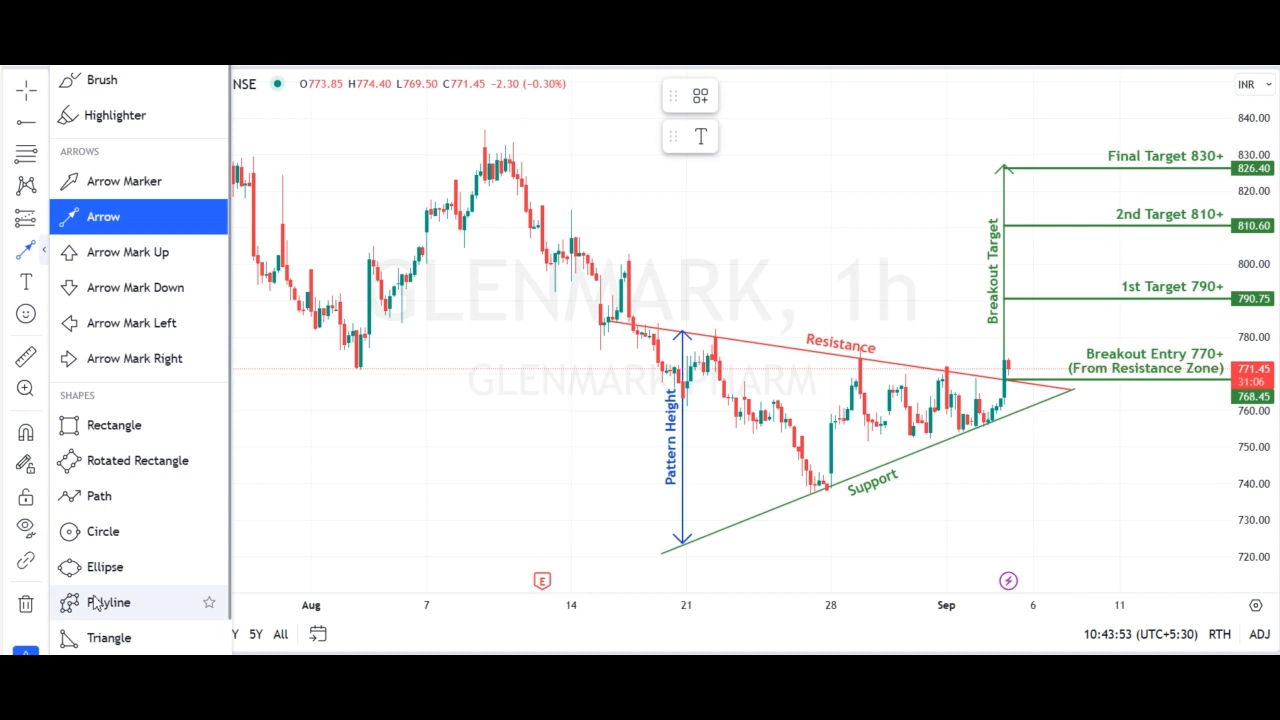 Brush
Highlighter
ARROWS
Arrow Marker
Arrow
Arrow Mark Up
Arrow Mark Down
Arrow Mark Left
Arrow Mark Right
SHAPES
Rectangle
Rotated Rectangle
Path
Circle
Ellipse
Polyline
Triangle
NSE O773.85 H774.40 L769.50 C771.45 −2.30 (−0.30%)
T
T
INR
GLENMARK, 1h
GLENMARK PHARM
Final Target 830+
2nd Target 810+
1st Target 790+
Breakout Entry 770+
(From Resistance Zone)
Breakout Target
Resistance
Pattern Height
Support
840.00
830.00
826.40
820.00
810.60
800.00
790.75
780.00
771.45
31:06
768.45
760.00
750.00
740.00
730.00
720.00
E
Aug 7 14 21 28 Sep 6 11
Y 5Y All
10:43:53 (UTC+5:30) RTH ADJ